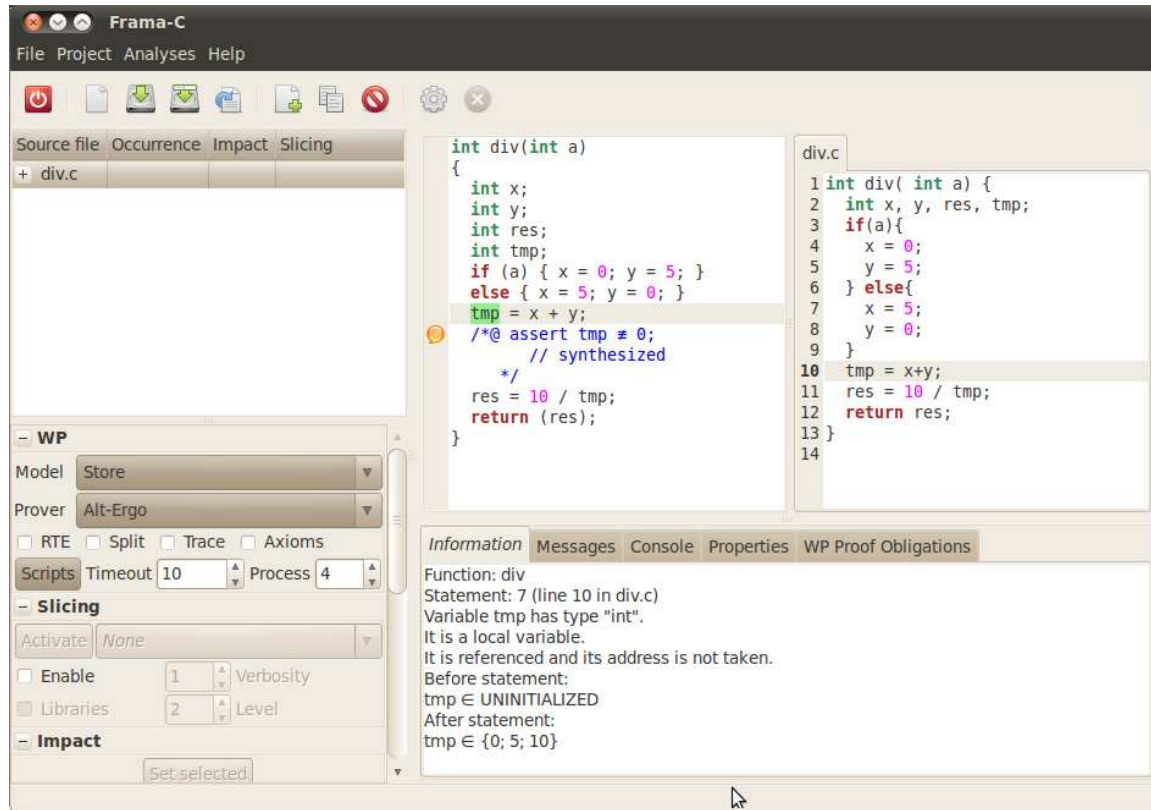 Frama-C
File Project Analyses Help
Source file Occurrence Impact Slicing
+ div.c
int div(int a)
{
int x;
int y;
int res;
int tmp;
if (a) { x = 0; y = 5; }
else { x = 5; y = 0; }
tmp = x + y;
/*@ assert tmp ≢ 0;
// synthesized
*/
res = 10 / tmp;
return (res);
}
div.c
1 int div( int a) {
2 int x, y, res, tmp;
3 if(a){
4 x = 0;
5 y = 5;
6 } else{
7 x = 5;
8 y = 0;
9 }
10 tmp = x+y;
11 res = 10 / tmp;
12 return res;
13 }
14
− WP
Model Store
Prover Alt-Ergo
RTE Split Trace Axioms
Scripts Timeout 10 Process 4
− Slicing
Activate None
Enable 1 Verbosity
Libraries 2 Level
− Impact
Set selected
Information Messages Console Properties WP Proof Obligations
Function: div
Statement: 7 (line 10 in div.c)
Variable tmp has type "int".
It is a local variable.
It is referenced and its address is not taken.
Before statement:
tmp ∈ UNINITIALIZED
After statement:
tmp ∈ {0; 5; 10}